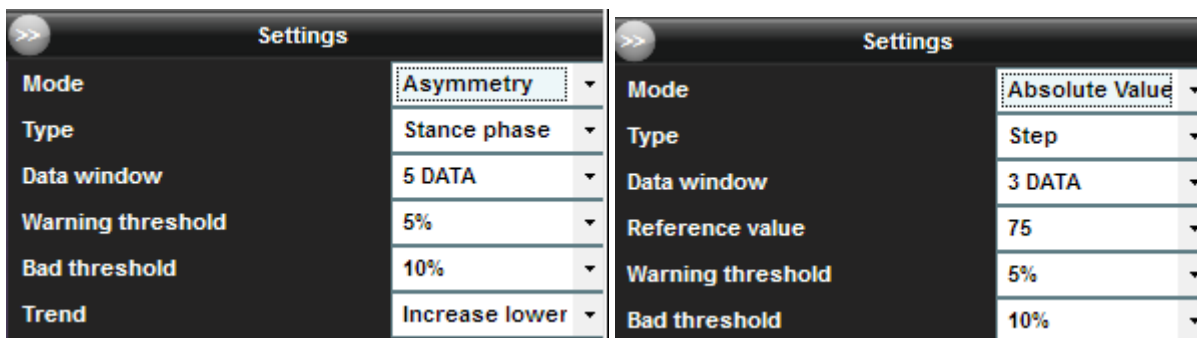 >> Settings
Mode Asymmetry
Type Stance phase
Data window 5 DATA
Warning threshold 5%
Bad threshold 10%
Trend Increase lower
>> Settings
Mode Absolute Value
Type Step
Data window 3 DATA
Reference value 75
Warning threshold 5%
Bad threshold 10%